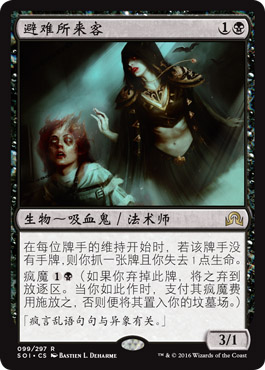 避难所来客 1
生物～吸血鬼/法术师
在每位牌手的维持开始时，若该牌手没
有手牌，则你抓一张牌且你失去1点生命。
疯魔1（如果你弃掉此牌，将之弃到
放逐区。当你如此作时，支付其疯魔费
用施放之，否则便将其置入你的坟墓场。）
「疯言乱语句句与异象有关。」
3/1
099/297 R
SOI • CS BASTIEN L. DEHARME
™ & © 2016 Wizards of the Coast